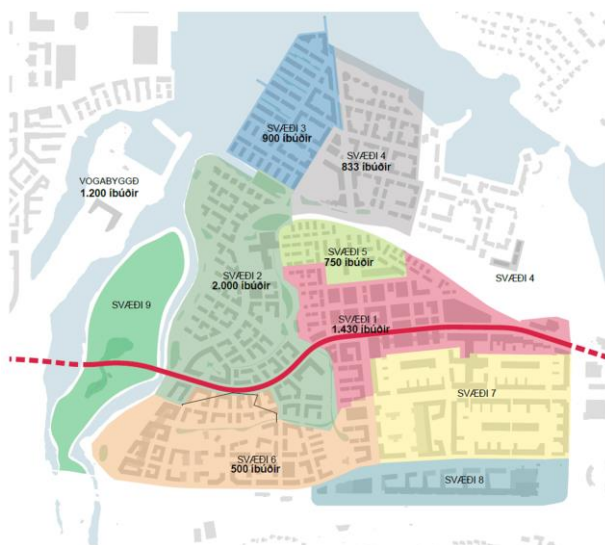 SVÆÐI 3
900 íbúðir
SVÆÐI 4
833 íbúðir
VOGABYGGÐ
1.200 íbúðir
SVÆÐI 5
750 íbúðir
SVÆÐI 2
2.000 íbúðir
SVÆÐI 4
SVÆÐI 9
SVÆÐI 1
1.430 íbúðir
SVÆÐI 7
SVÆÐI 6
500 íbúðir
SVÆÐI 8